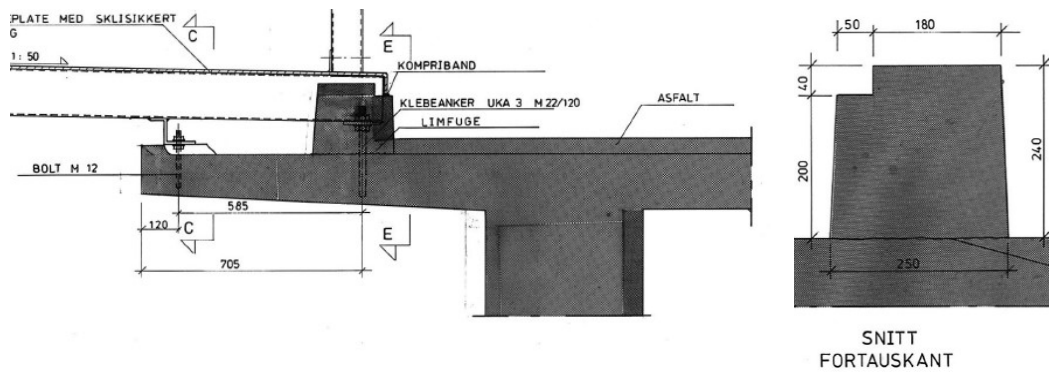 EPLATE MED SKLISIKKERT
G
1: 50
C
E
KOMPRIBAND
KLEBEANKER UKA 3 M 22/120
LIMFUGE
ASFALT
BOLT M 12
585
120
C
E
705
50
180
40
200
240
250
SNITT
FORTAUSKANT